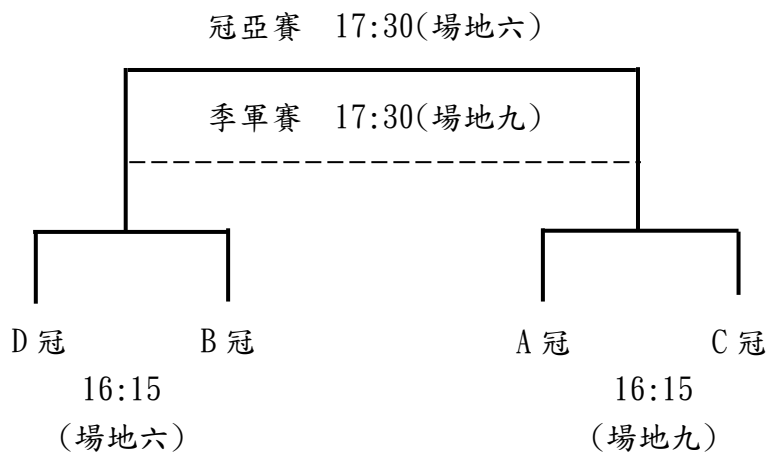 冠亞賽 17:30(場地六)
季軍賽 17:30(場地九)
D冠 B冠 A冠 C冠
16:15 16:15
(場地六) (場地九)